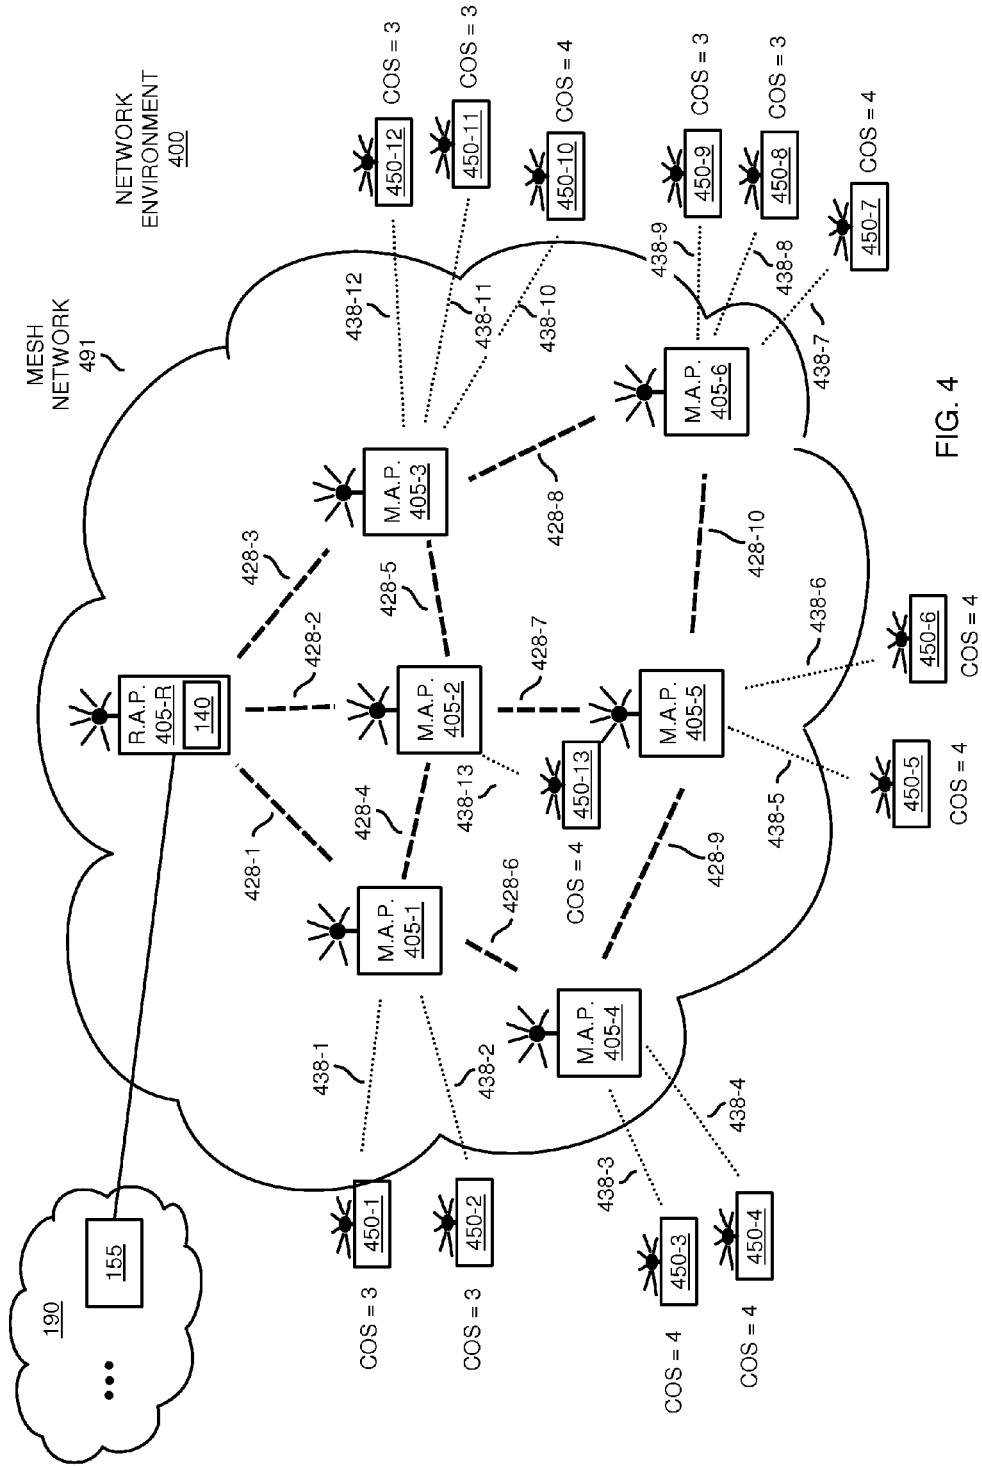 NETWORK
ENVIRONMENT
400
MESH
NETWORK
491
190
155
R.A.P.
405-R
140
428-1
428-2
428-3
M.A.P.
405-1
M.A.P.
405-2
M.A.P.
405-3
428-4
428-5
438-1
438-2
438-12
438-11
438-10
450-1
COS = 3
450-2
COS = 3
450-12
COS = 3
450-11
COS = 3
450-10
COS = 4
428-6
438-13
428-7
428-8
450-13
COS = 4
M.A.P.
405-4
M.A.P.
405-5
M.A.P.
405-6
428-9
428-10
438-3
438-4
438-5
438-6
438-9
438-8
438-7
450-3
COS = 4
450-4
COS = 4
450-5
COS = 4
450-6
COS = 4
450-9
COS = 3
450-8
COS = 3
450-7
COS = 4
FIG. 4